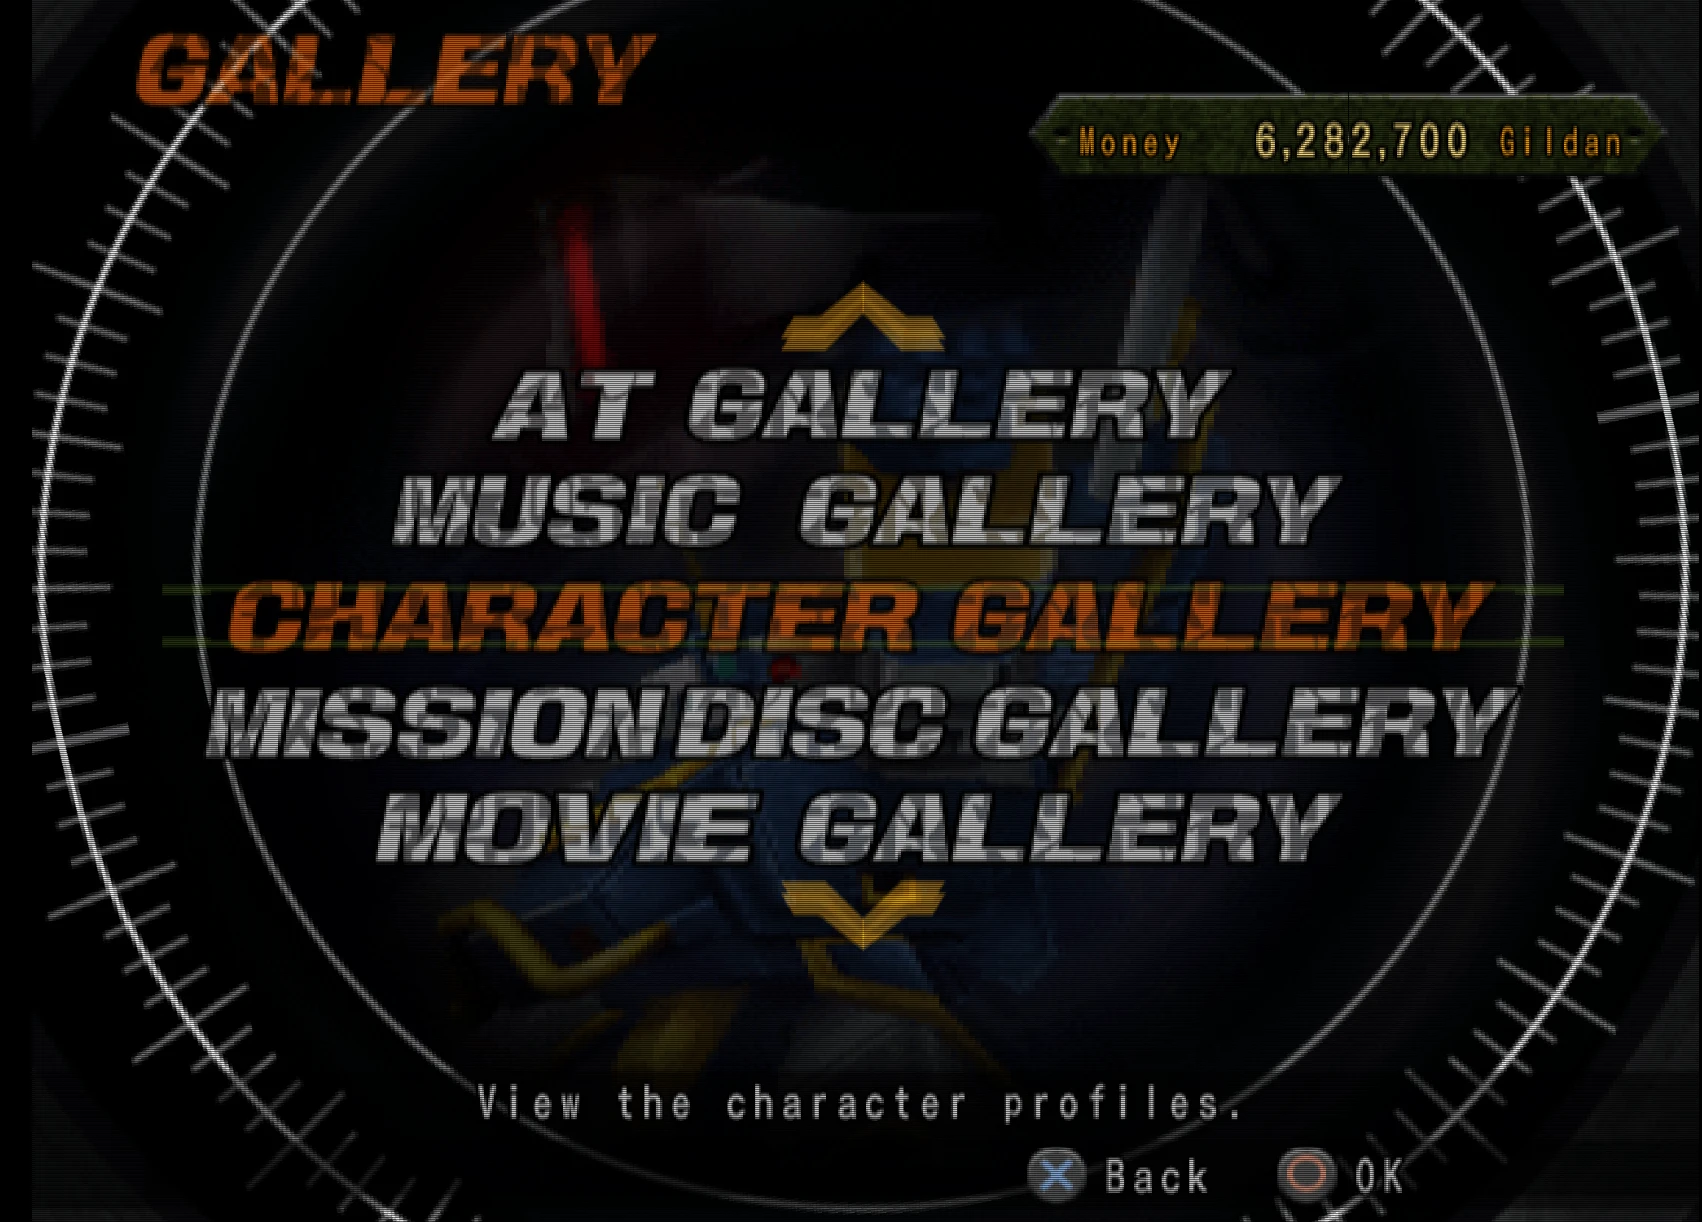 GALLERY
Money 6,282,700 Gildan
AT GALLERY
MUSIC GALLERY
CHARACTER GALLERY
MISSION DISC GALLERY
MOVIE GALLERY
View the character profiles.
Back OK